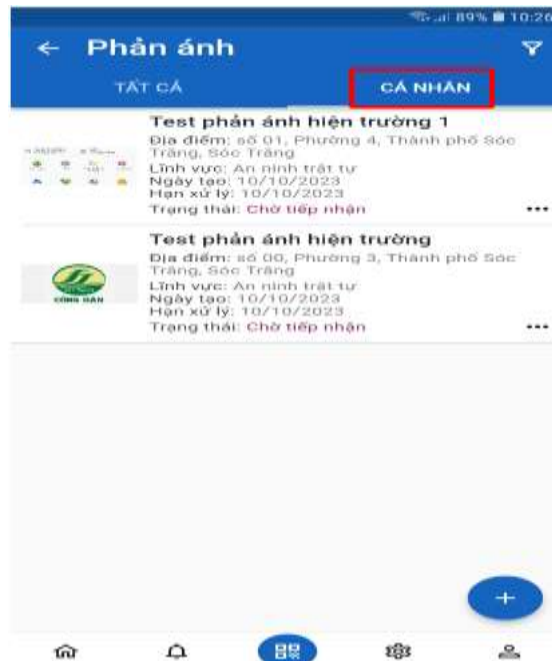 89% 10:26
Phản ánh
TẤT CẢ
CÁ NHÂN
Test phản ánh hiện trường 1
Địa điểm: số 01, Phường 4, Thành phố Sóc
Trăng, Sóc Trăng
Lĩnh vực: An ninh trật tự
Ngày tạo: 10/10/2023
Hạn xử lý: 10/10/2023
Trạng thái: Chờ tiếp nhận
Test phản ánh hiện trường
Địa điểm: số 00, Phường 3, Thành phố Sóc
Trăng, Sóc Trăng
CÔNG DÂN
Lĩnh vực: An ninh trật tự
Ngày tạo: 10/10/2023
Hạn xử lý: 10/10/2023
Trạng thái: Chờ tiếp nhận